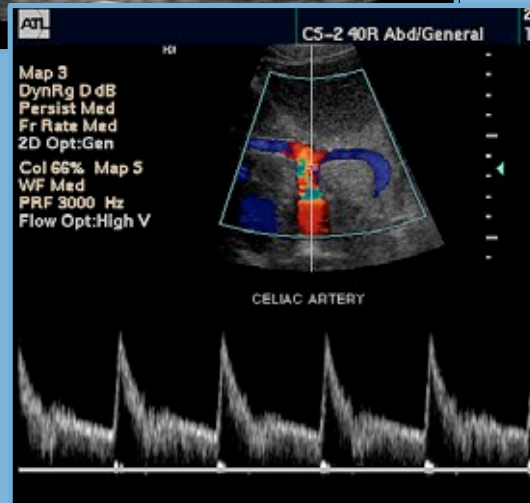 ATL
C5-2 40R Abd/General
Map 3
DynRg D dB
Persist Med
Fr Rate Med
2D Opt:Gen
Col 66% Map 5
WF Med
PRF 3000 Hz
Flow Opt:High V
CELIAC ARTERY